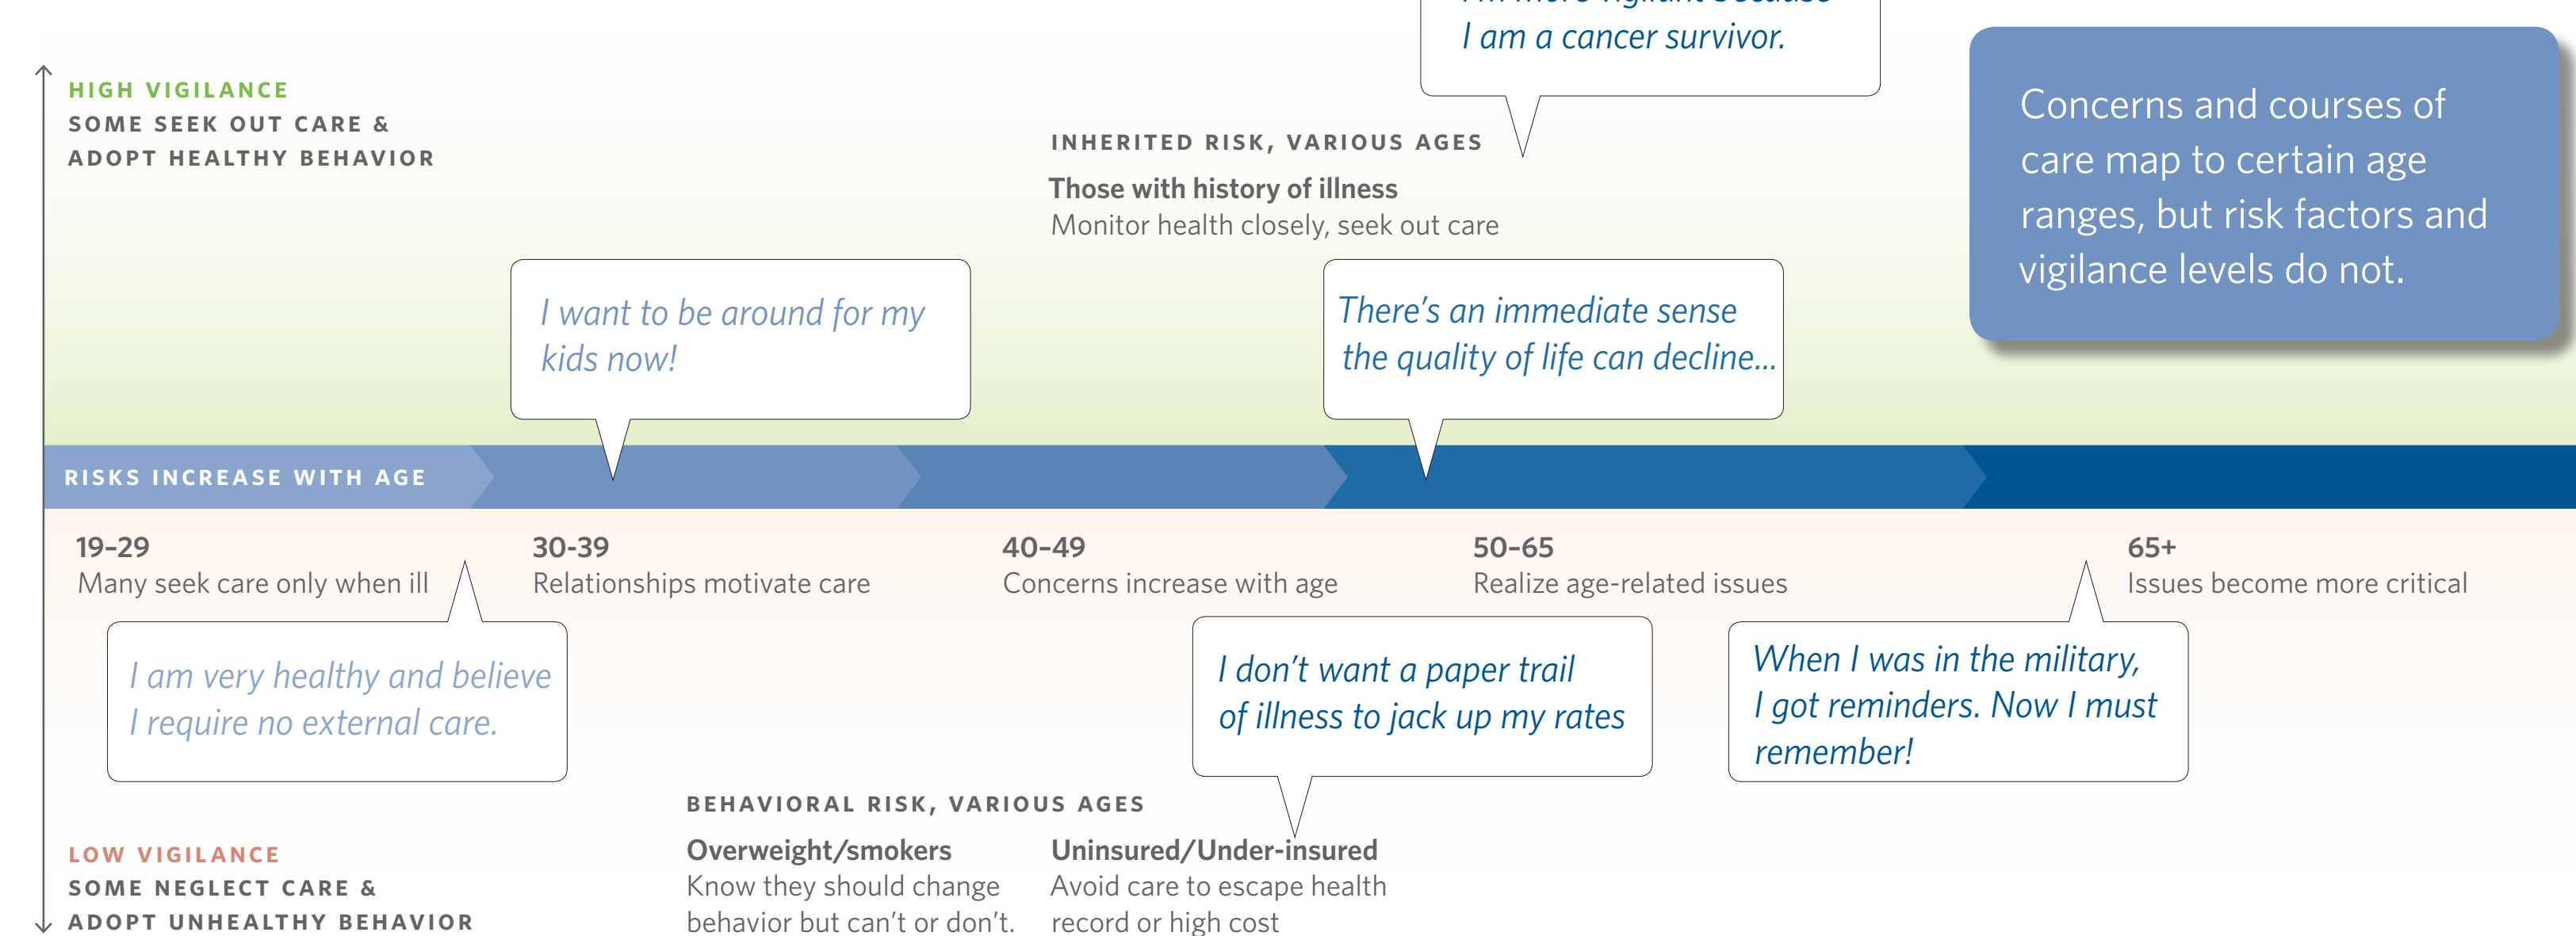 I'm more vigilant because
I am a cancer survivor.
HIGH VIGILANCE
SOME SEEK OUT CARE &
ADOPT HEALTHY BEHAVIOR
INHERITED RISK, VARIOUS AGES
Those with history of illness
Monitor health closely, seek out care
Concerns and courses of
care map to certain age
ranges, but risk factors and
vigilance levels do not.
I want to be around for my
kids now!
There's an immediate sense
the quality of life can decline...
RISKS INCREASE WITH AGE
19–29
Many seek care only when ill
30-39
Relationships motivate care
40–49
Concerns increase with age
50–65
Realize age-related issues
65+
Issues become more critical
I am very healthy and believe
I require no external care.
I don't want a paper trail
of illness to jack up my rates
When I was in the military,
I got reminders. Now I must
remember!
BEHAVIORAL RISK, VARIOUS AGES
Overweight/smokers
Know they should change
behavior but can't or don't.
Uninsured/Under-insured
Avoid care to escape health
record or high cost
LOW VIGILANCE
SOME NEGLECT CARE &
ADOPT UNHEALTHY BEHAVIOR